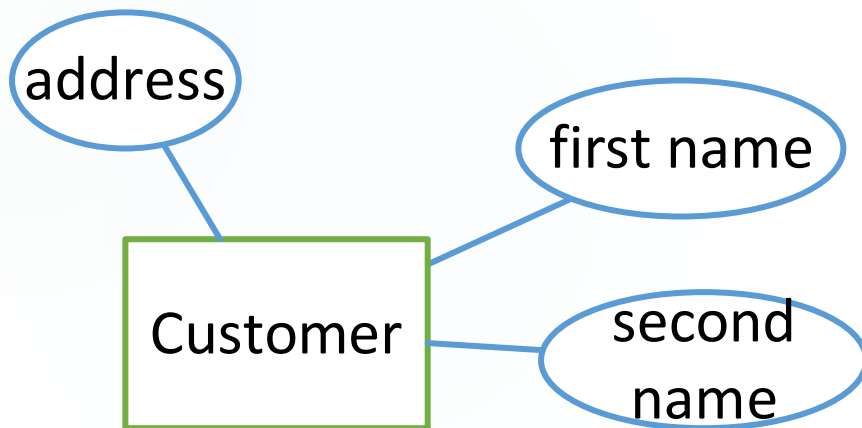 address
first name
Customer
second
name